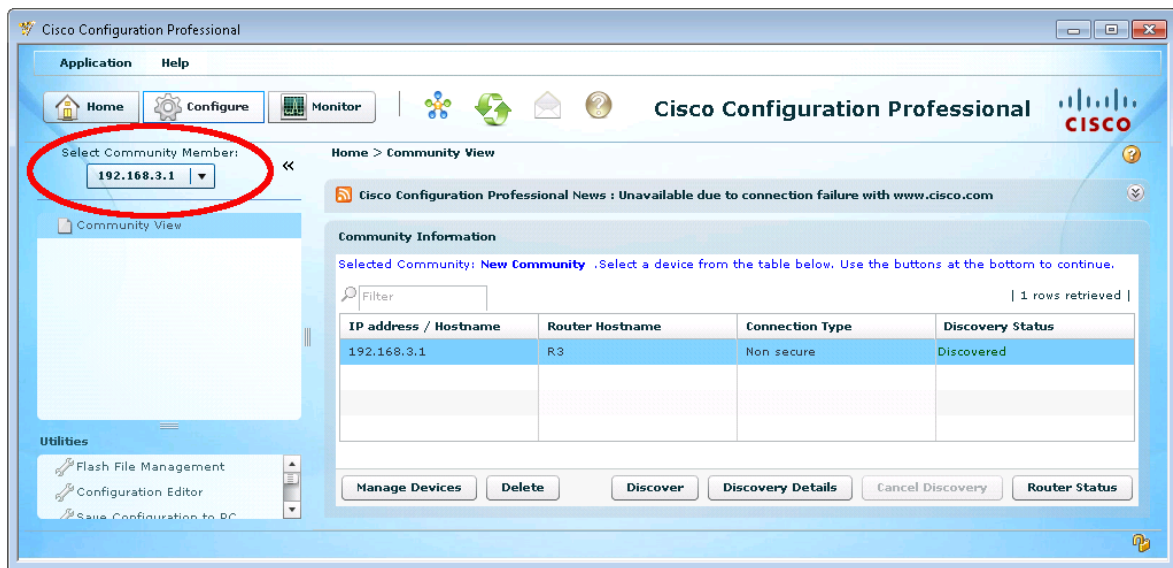 Cisco Configuration Professional
Application Help
Home Configure Monitor Cisco Configuration Professional CISCO
Select Community Member:
192.168.3.1
«
Community View
Utilities
Flash File Management
Configuration Editor
Save Configuration to PC
Home > Community View
Cisco Configuration Professional News : Unavailable due to connection failure with www.cisco.com
Community Information
Selected Community: New Community .Select a device from the table below. Use the buttons at the bottom to continue.
Filter | 1 rows retrieved |
IP address / Hostname Router Hostname Connection Type Discovery Status
192.168.3.1 R3 Non secure Discovered
Manage Devices Delete Discover Discovery Details Cancel Discovery Router Status